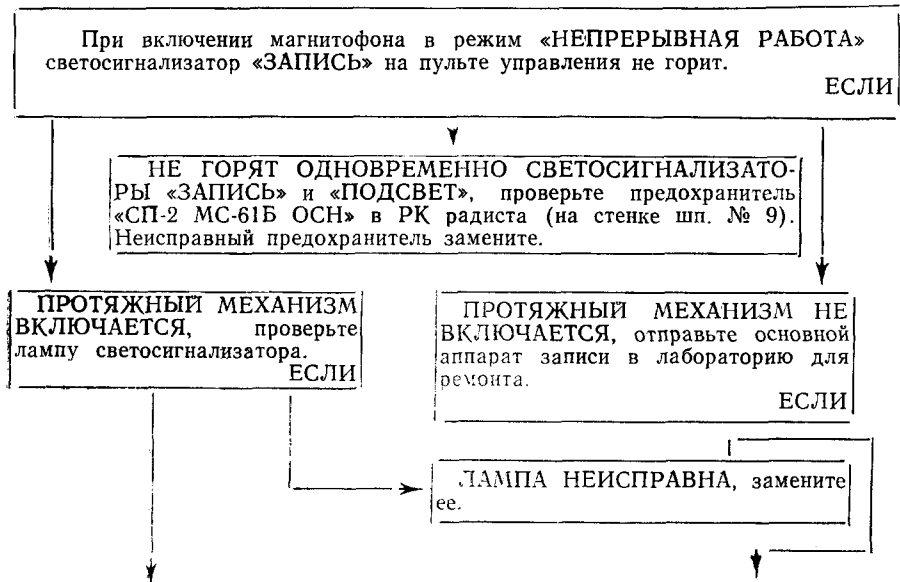 При включении магнитофона в режим «НЕПРЕРЫВНАЯ РАБОТА»
светосигнализатор «ЗАПИСЬ» на пульте управления не горит.
ЕСЛИ
НЕ ГОРЯТ ОДНОВРЕМЕННО СВЕТОСИГНАЛИЗАТО-
РЫ «ЗАПИСЬ» и «ПОДСВЕТ», проверьте предохранитель
«СП-2 МС-61Б ОСН» в РК радиста (на стенке шп. № 9).
Неисправный предохранитель замените.
ПРОТЯЖНЫЙ МЕХАНИЗМ
ВКЛЮЧАЕТСЯ, проверьте
лампу светосигнализатора.
ЕСЛИ
ПРОТЯЖНЫЙ МЕХАНИЗМ НЕ
ВКЛЮЧАЕТСЯ, отправьте основной
аппарат записи в лабораторию для
ремонта.
ЕСЛИ
ЛАМПА НЕИСПРАВНА, замените
ее.